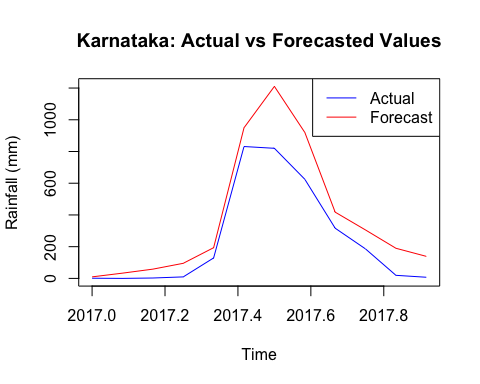 Karnataka: Actual vs Forecasted Values
Actual
Forecast
Rainfall (mm)
1000
600
200
0
2017.0 2017.2 2017.4 2017.6 2017.8
Time